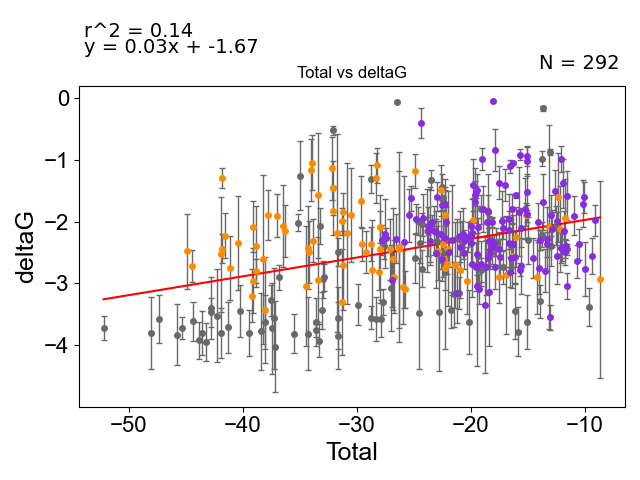 r^2 = 0.14
y = 0.03x + -1.67
N = 292
Total vs deltaG
0
−1
−2
−3
−4
deltaG
−50
−40
−30
−20
−10
Total